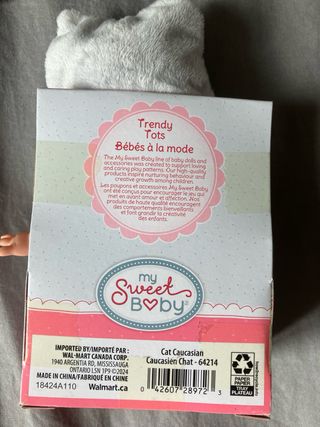 Trendy
Tots
Bébés à la mode
The My Sweet Baby line of baby dolls and
accessories was created to support loving
and caring play patterns. Our high-quality
products inspire nurturing behaviour and
creative growth among children.
Les poupons et accessoires My Sweet Baby
ont été conçus pour encourager le jeu qui
met en avant amour et affection. Nos
produits de haute qualité encouragent
des comportements bienveillants
et font grandir la créativité
des enfants.
my
Sweet
Baby
IMPORTED BY/IMPORTÉ PAR :
WAL-MART CANADA CORP.
1940 ARGENTIA RD, MISSISSAUGA
ONTARIO L5N 1P9 ©2024
MADE IN CHINA/FABRIQUÉ EN CHINE
18424A110 Walmart.ca
Cat Caucasian
Caucasien Chat - 64214
0 42607 28972 3
PAPER
PAPIER
TRAY
PLATEAU